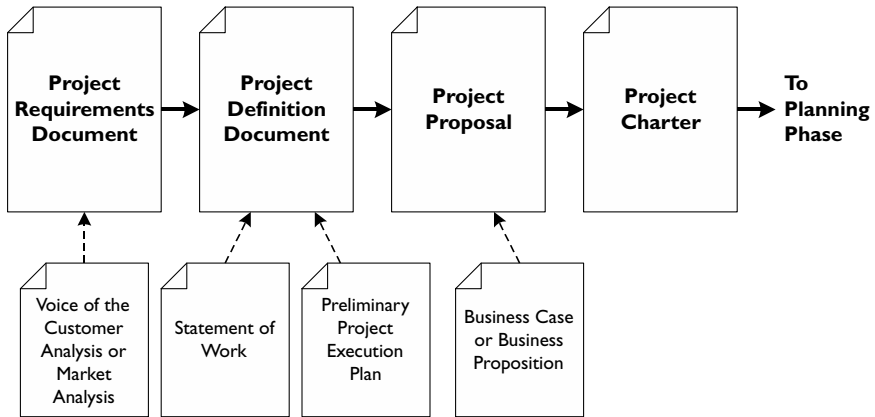 Project
Requirements
Document
Project
Definition
Document
Project
Proposal
Project
Charter
To
Planning
Phase
Voice of the
Customer
Analysis or
Market
Analysis
Statement of
Work
Preliminary
Project
Execution
Plan
Business Case
or Business
Proposition